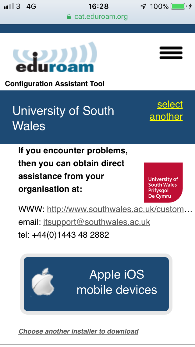 4G
16:28
100%
cat.eduroam.org
eduroam
Configuration Assistant Tool
University of South
Wales
select
another
If you encounter problems,
then you can obtain direct
assistance from your
organisation at:
University of
South Wales
Prifysgol
De Cymru
WWW: http://www.southwales.ac.uk/custom...
email: itsupport@southwales.ac.uk
tel: +44(0)1443 48 2882
Apple iOS
mobile devices
Choose another installer to download